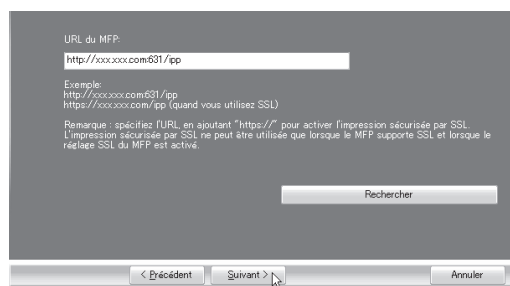 URL du MFP:
http://xxx.xxx.com:631/ipp
Exemple:
http://xxx.xxx.com:631/ipp
https://xxx.xxx.com/ipp (quand vous utilisez SSL)
Remarque : spécifiez l'URL, en ajoutant "https://" pour activer l'impression sécurisée par SSL.
L'impression sécurisée par SSL ne peut être utilisée que lorsque le MFP supporte SSL et lorsque le
réglage SSL du MFP est activé.
Rechercher
< Précédent Suivant > Annuler